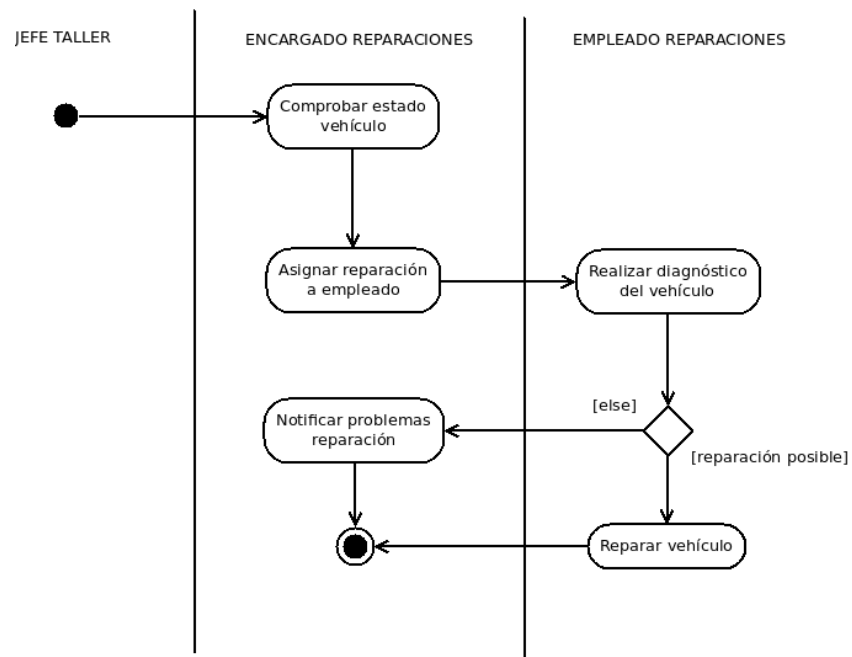 JEFE TALLER
ENCARGADO REPARACIONES
EMPLEADO REPARACIONES
Comprobar estado
vehículo
Asignar reparación
a empleado
Realizar diagnóstico
del vehículo
[else]
Notificar problemas
reparación
[reparación posible]
Reparar vehículo